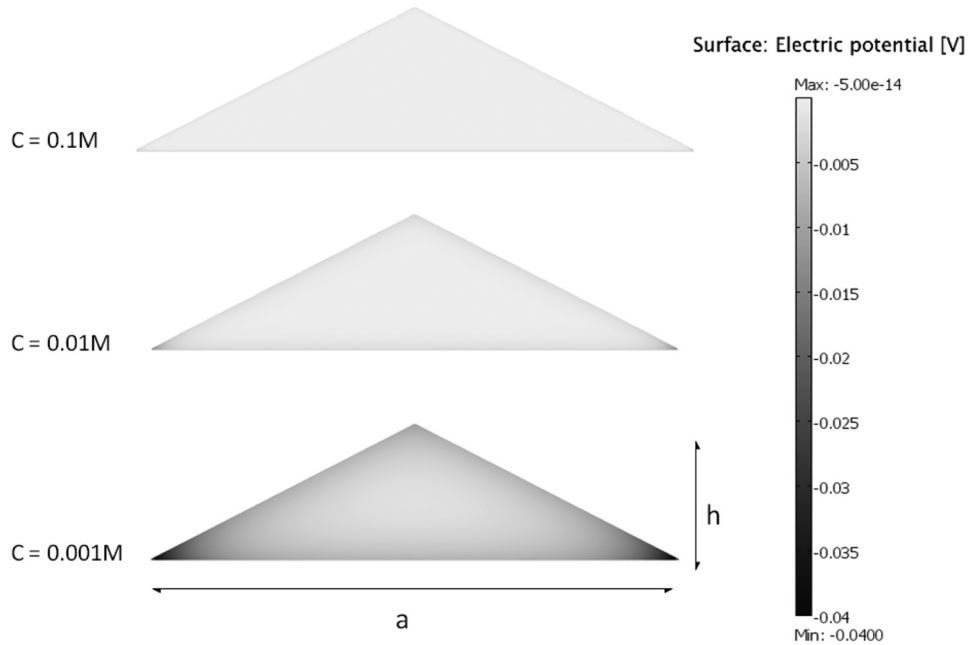 Surface: Electric potential [V]
Max: -5.00e-14
C = 0.1M
-0.005
-0.01
-0.015
C = 0.01M
-0.02
-0.025
-0.03
h
C = 0.001M
-0.035
a
-0.04
Min: -0.0400